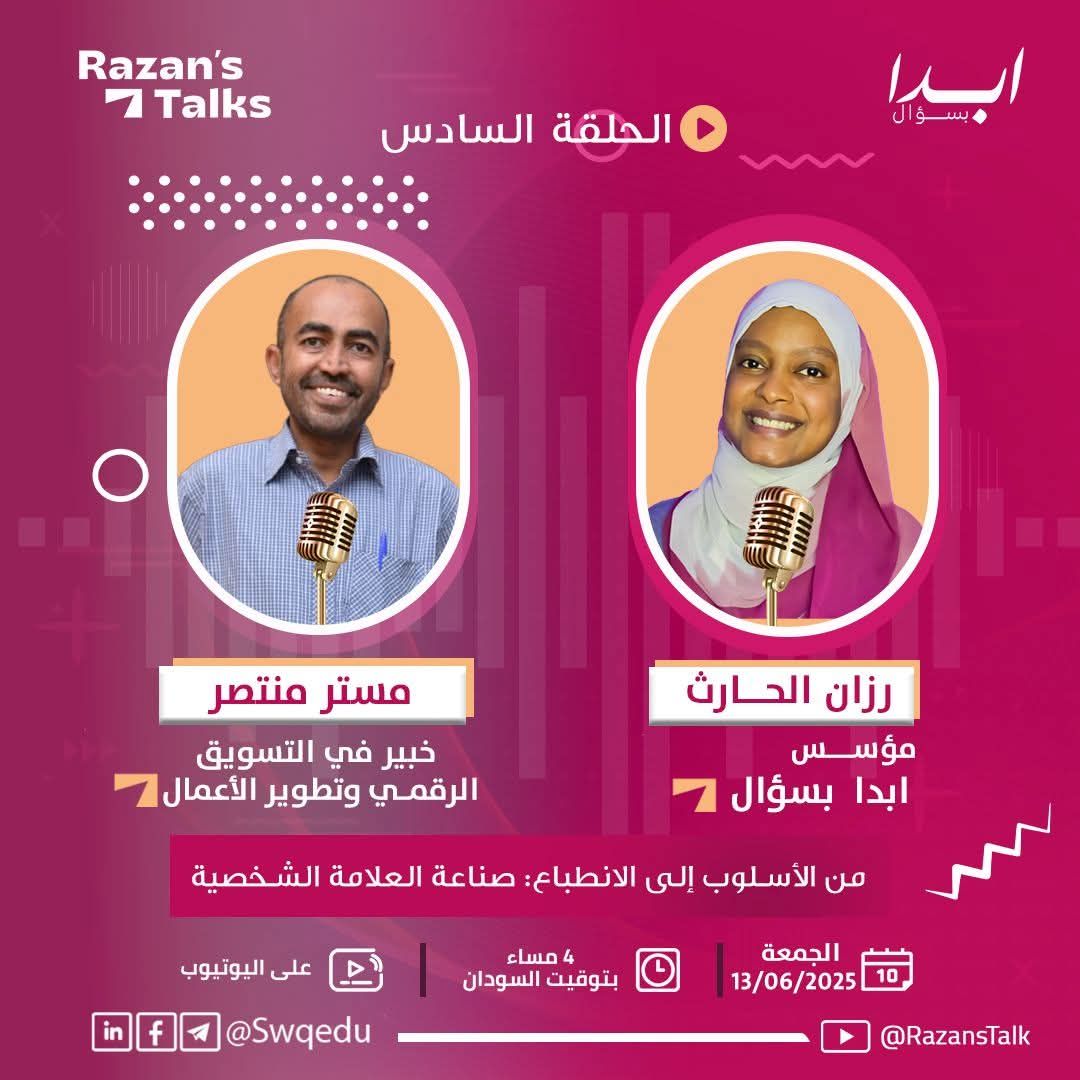 Razan's
Talks
ابدا
بسؤال
الحلقة السادس
رزان الحارث
مؤسس
ابدا بسؤال
مستر منتصر
خبير في التسويق
الرقمي وتطوير الأعمال
من الأسلوب إلى الانطباع: صناعة العلامة الشخصية
الجمعة
13/06/2025
10
4 مساء
بتوقيت السودان
على اليوتيوب
@Swqedu
@RazansTalk